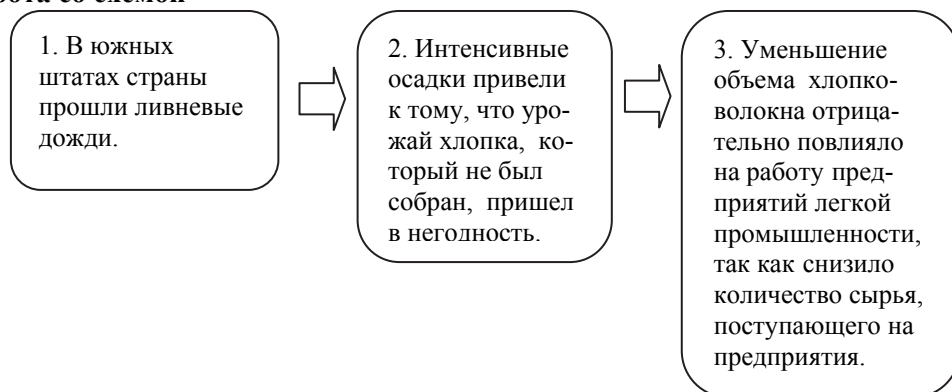 1. В южных
штатах страны
прошли ливневые
дожди.
2. Интенсивные
осадки привели
к тому, что уро-
жай хлопка, ко-
торый не был
собран, пришел
в негодность.
3. Уменьшение
объема хлопко-
волокна отрица-
тельно повлияло
на работу пред-
приятий легкой
промышленности,
так как снизило
количество сырья,
поступающего на
предприятия.